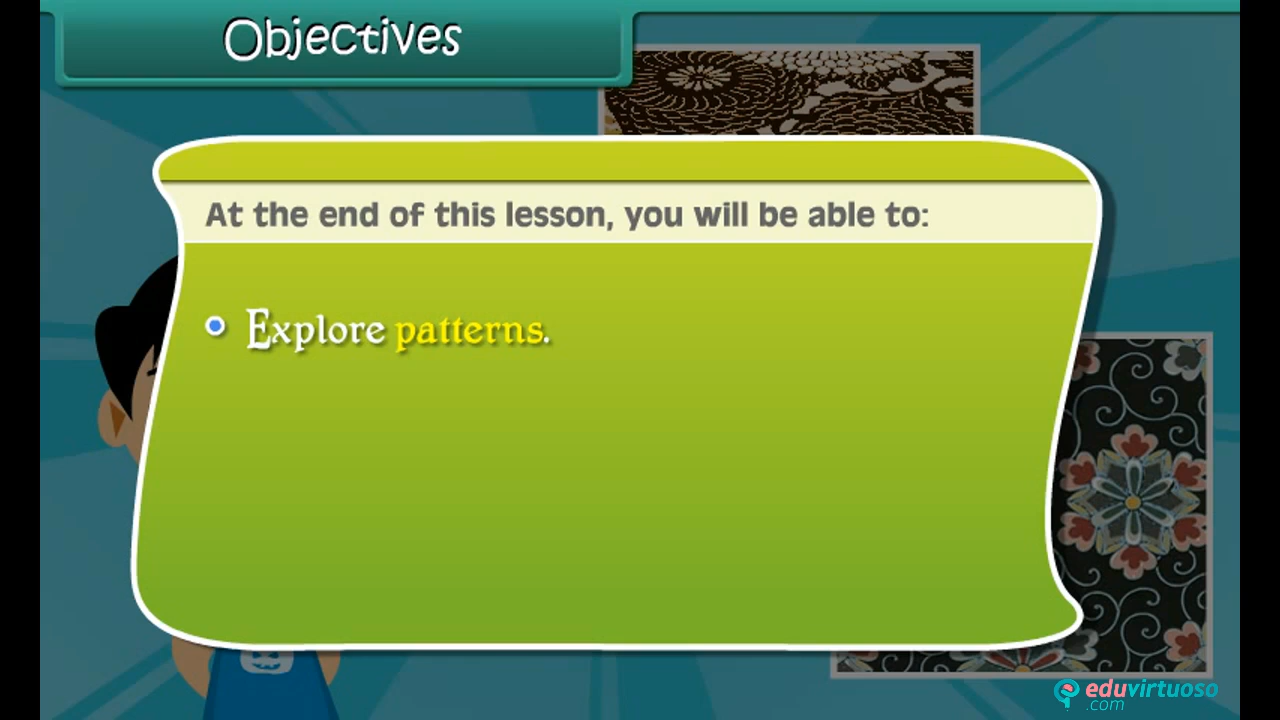 Objectives
At the end of this lesson, you will be able to:
Explore patterns.
eduvirtuoso
.com